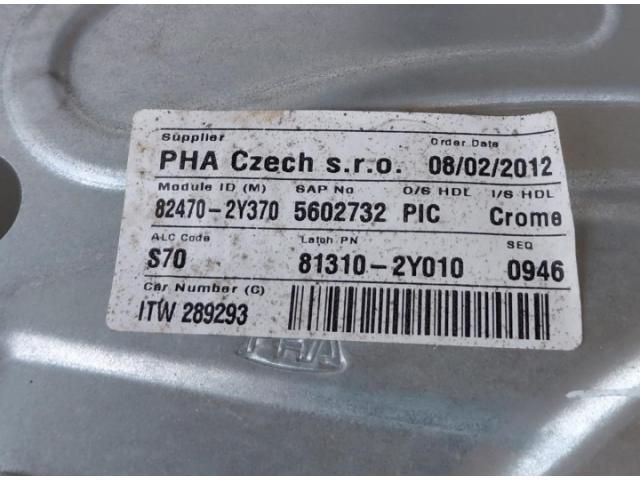 Supplier Order Date
PHA Czech s.r.o. 08/02/2012
Module ID (M) SAP No O/S HDL I/S HDL
82470-2Y370 5602732 PIC Crome
ALC Code Latch PN SEQ
S70 81310-2Y010 0946
Car Number (C)
ITW 289293
PHA